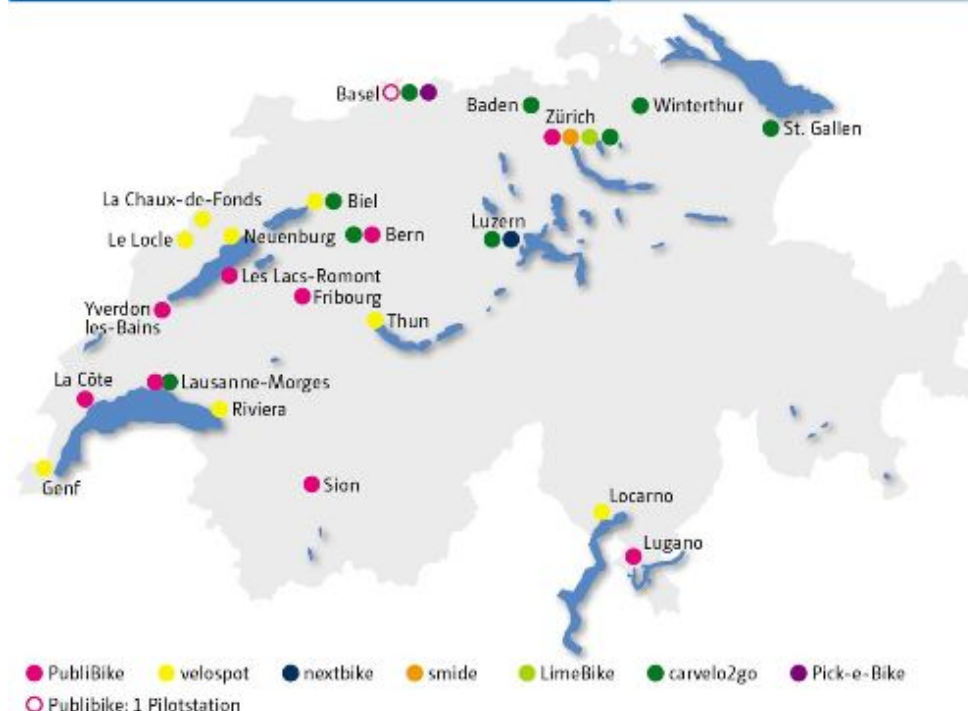 Basel
Baden
Winterthur
Zürich
St. Gallen
La Chaux-de-Fonds
Biel
Le Locle
Neuenburg
Bern
Luzern
Les Lacs-Romont
Fribourg
Yverdon
les-Bains
Thun
La Côte
Lausanne-Morges
Riviera
Genf
Sion
Locarno
Lugano
PubliBike velospot nextbike smide LimeBike carvelo2go Pick-e-Bike
Publibike: 1 Pilotstation